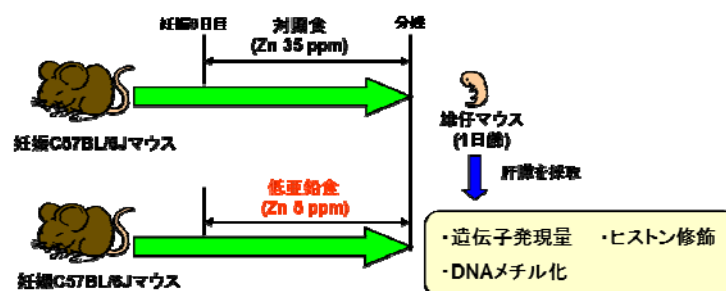 妊娠8日目
対照食
(Zn 35 ppm)
分娩
妊娠C57BL/6Jマウス
雄仔マウス
(1日齢)
肝臓を採取
低亜鉛食
(Zn 5 ppm)
妊娠C57BL/6Jマウス
・遺伝子発現量　・ヒストン修飾
・DNAメチル化